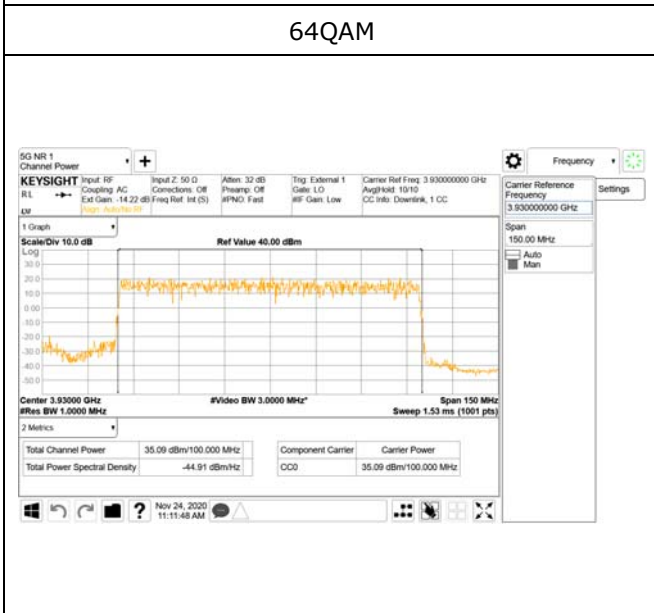 64QAM
5G NR 1
Channel Power
Frequency
KEYSIGHT
RL
Input: RF
Coupling: AC
Ext Gain: -14.22 dB
Align: Auto/No RF
Input Z: 50 Ω
Corrections: Off
Freq Ref: Int (S)
Atten: 32 dB
Preamp: Off
#PNO: Fast
Trig: External 1
Gate: LO
#IF Gain: Low
Carrier Ref Freq: 3.930000000 GHz
Avg|Hold: 10/10
CC Info: Downlink, 1 CC
Carrier Reference
Frequency
3.930000000 GHz
Settings
Span
150.00 MHz
Auto
Man
1 Graph
Scale/Div 10.0 dB
Ref Value 40.00 dBm
Log
30.0
20.0
10.0
0.00
-10.0
-20.0
-30.0
-40.0
-50.0
Center 3.93000 GHz
#Video BW 3.0000 MHz*
Span 150 MHz
#Res BW 1.0000 MHz
Sweep 1.53 ms (1001 pts)
2 Metrics
Total Channel Power 35.09 dBm/100.000 MHz
Total Power Spectral Density -44.91 dBm/Hz
Component Carrier Carrier Power
CC0 35.09 dBm/100.000 MHz
?
Nov 24, 2020
11:11:48 AM